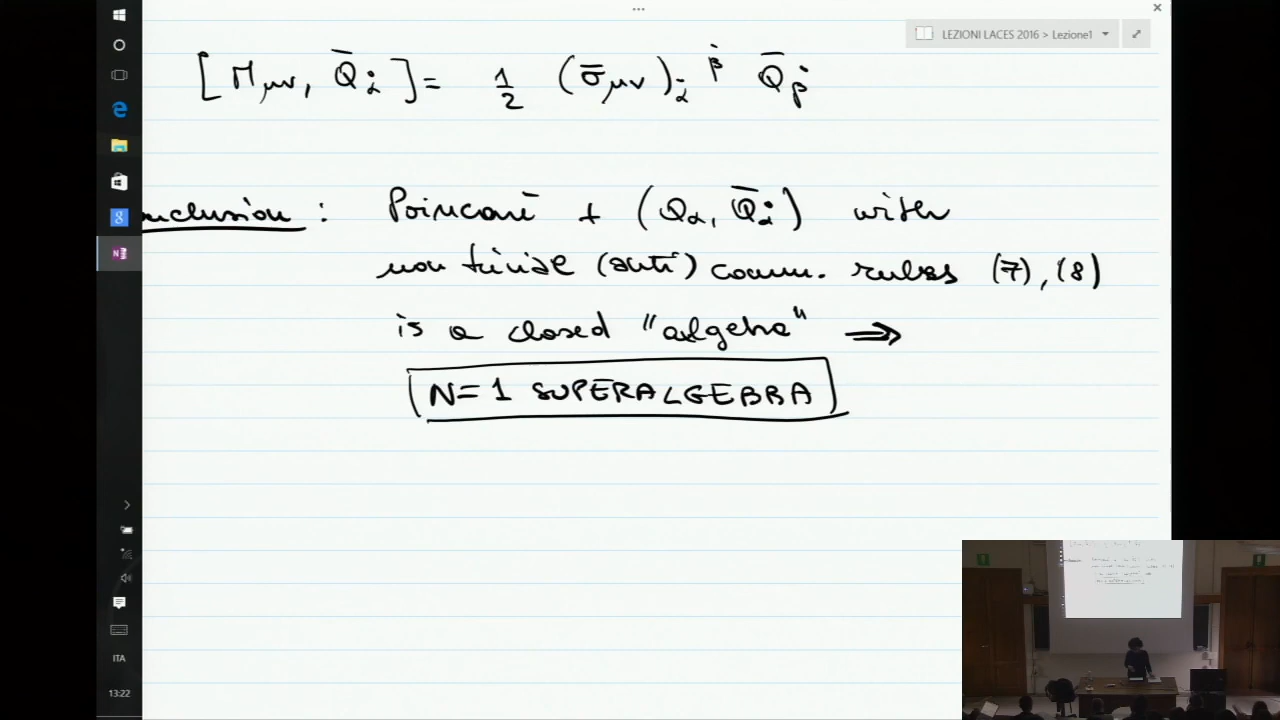 LEZIONI LACES 2016 > Lezione1
[M_μν, Q̄_α̇] = 1/2 (σ̄_μν)_α̇^β̇ Q̄_β̇
onclusion : Poincaré + (Q_α, Q̄_α̇) with
non trivial (anti) comm. rules (7), (8)
is a closed "algebra" ⇒
N=1 SUPERALGEBRA
ITA
13:22